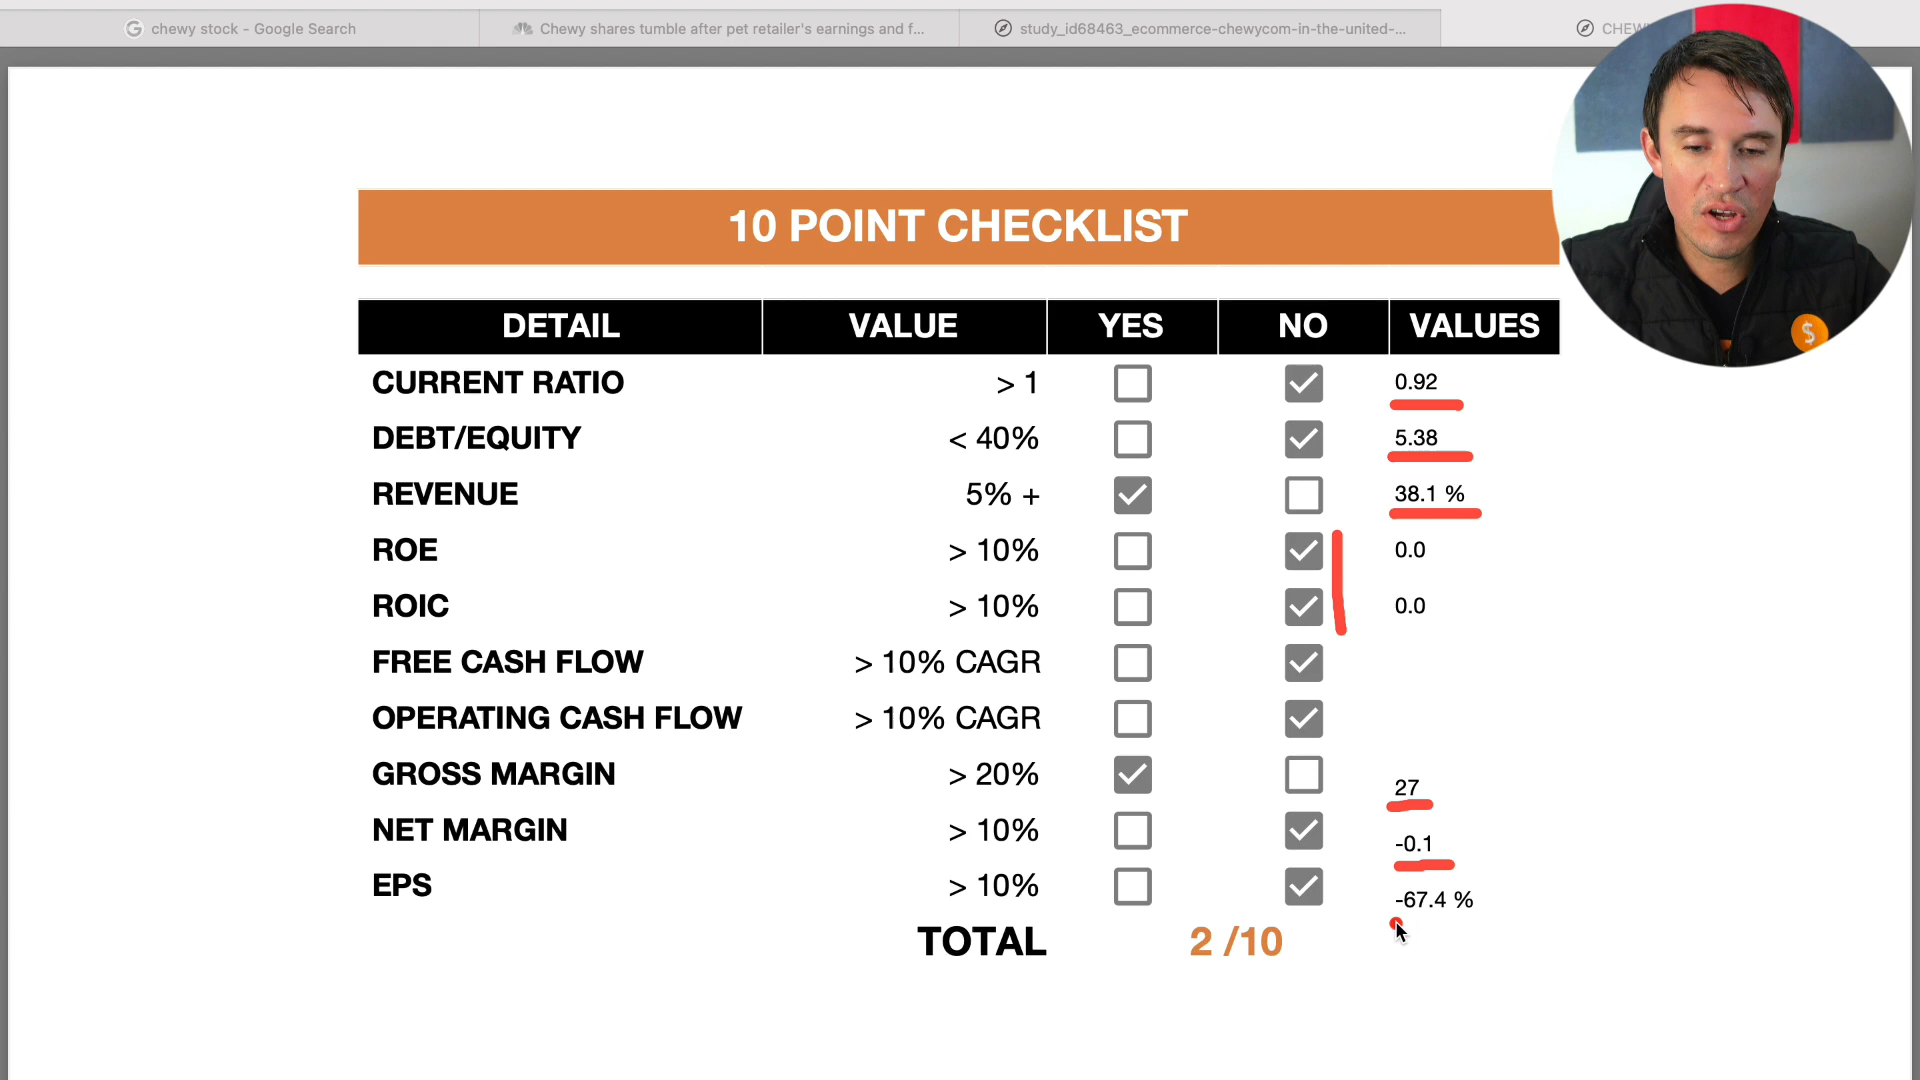 chewy stock - Google Search
Chewy shares tumble after pet retailer's earnings and f...
study_id68463_ecommerce-chewycom-in-the-united-...
10 POINT CHECKLIST
DETAIL VALUE YES NO VALUES
CURRENT RATIO > 1 0.92
DEBT/EQUITY < 40% 5.38
REVENUE 5% + 38.1 %
ROE > 10% 0.0
ROIC > 10% 0.0
FREE CASH FLOW > 10% CAGR
OPERATING CASH FLOW > 10% CAGR
GROSS MARGIN > 20% 27
NET MARGIN > 10% -0.1
EPS > 10% -67.4 %
TOTAL 2 /10
$